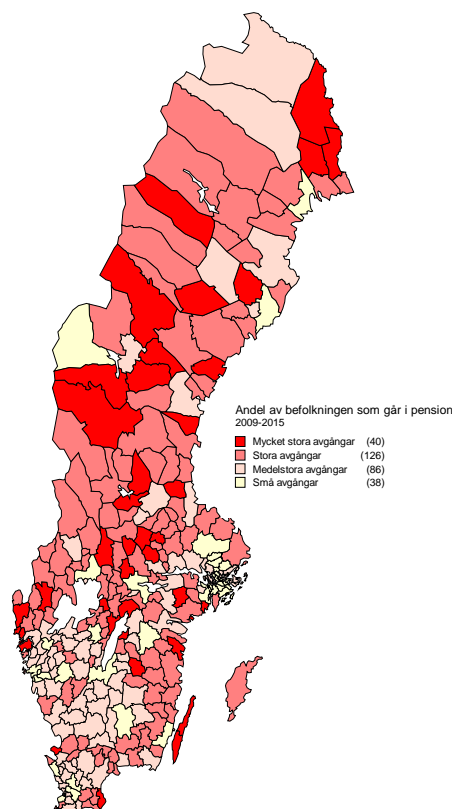 Andel av befolkningen som går i pension
2009-2015
Mycket stora avgångar (40)
Stora avgångar (126)
Medelstora avgångar (86)
Små avgångar (38)